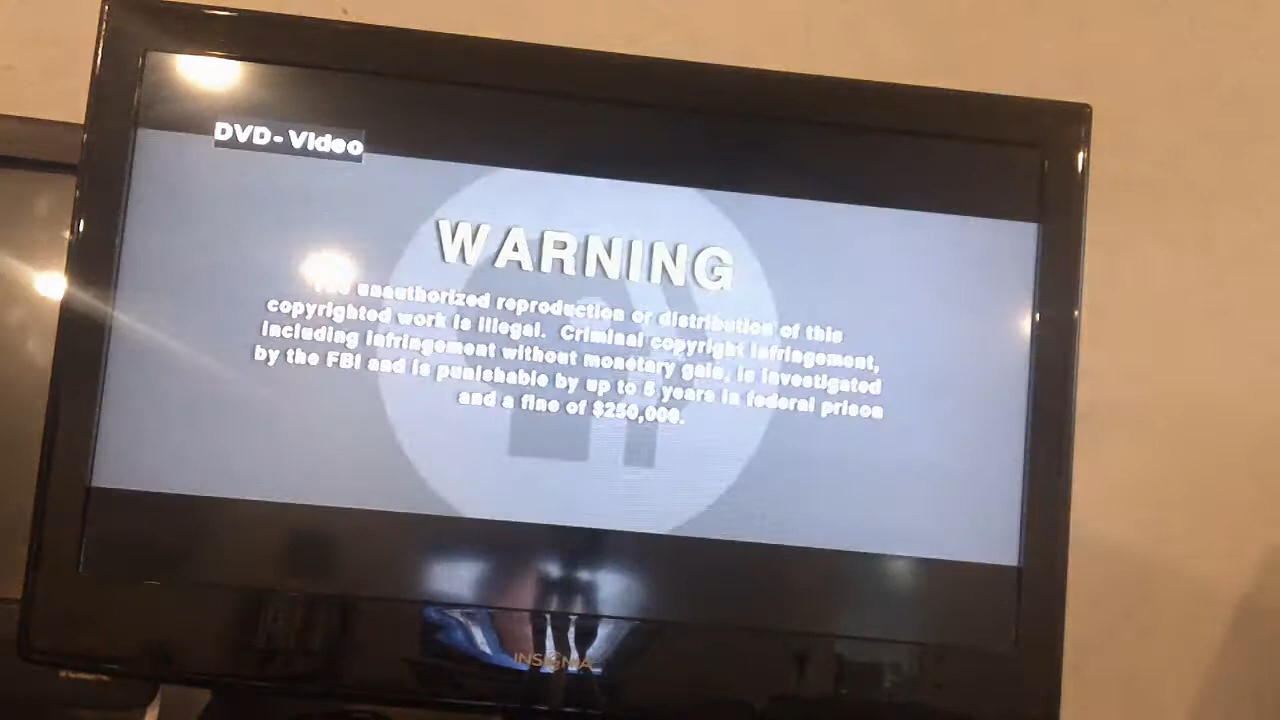 DVD-Video
WARNING
unauthorized reproduction or distribution of this
copyrighted work is illegal. Criminal copyright infringement,
including infringement without monetary gain, is investigated
by the FBI and is punishable by up to 5 years in federal prison
and a fine of $250,000.
INSIGNIA